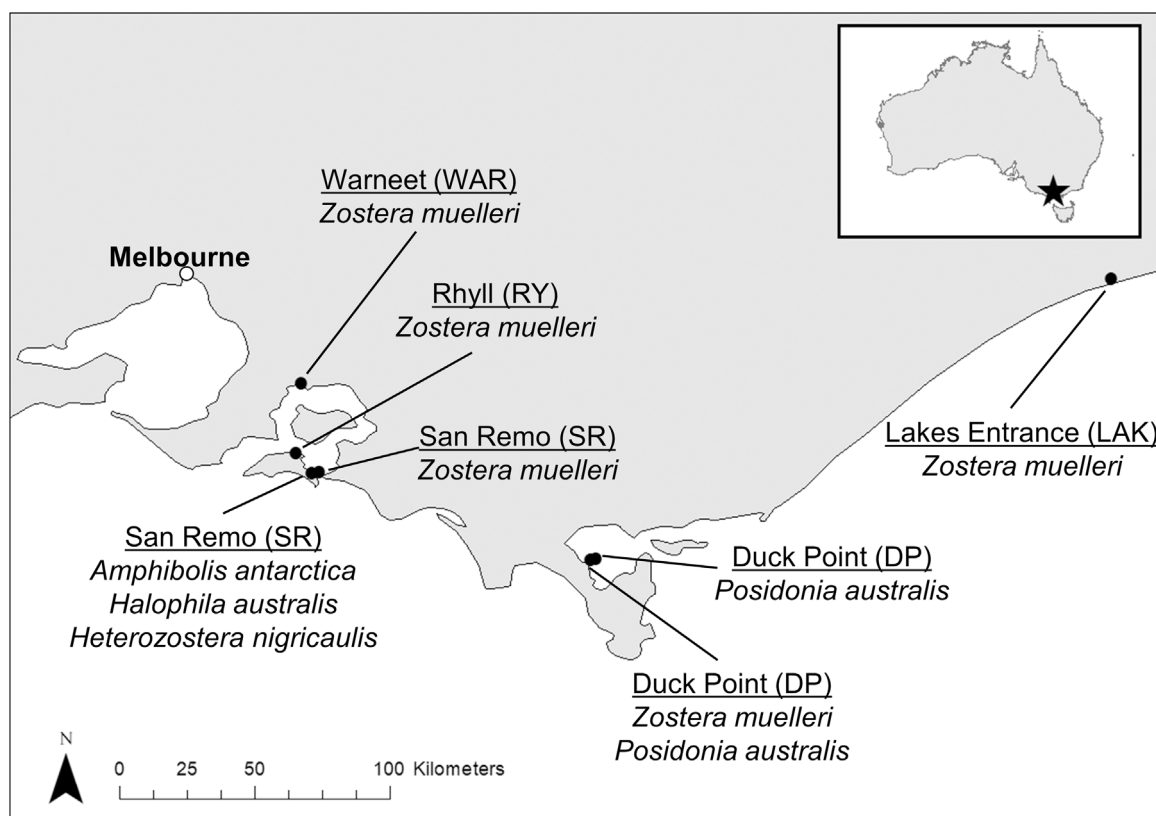 Warneet (WAR)
Zostera muelleri
Melbourne
Rhyll (RY)
Zostera muelleri
San Remo (SR)
Zostera muelleri
Lakes Entrance (LAK)
Zostera muelleri
San Remo (SR)
Amphibolis antarctica
Halophila australis
Heterozostera nigricaulis
Duck Point (DP)
Posidonia australis
Duck Point (DP)
Zostera muelleri
Posidonia australis
N
0 25 50 100 Kilometers